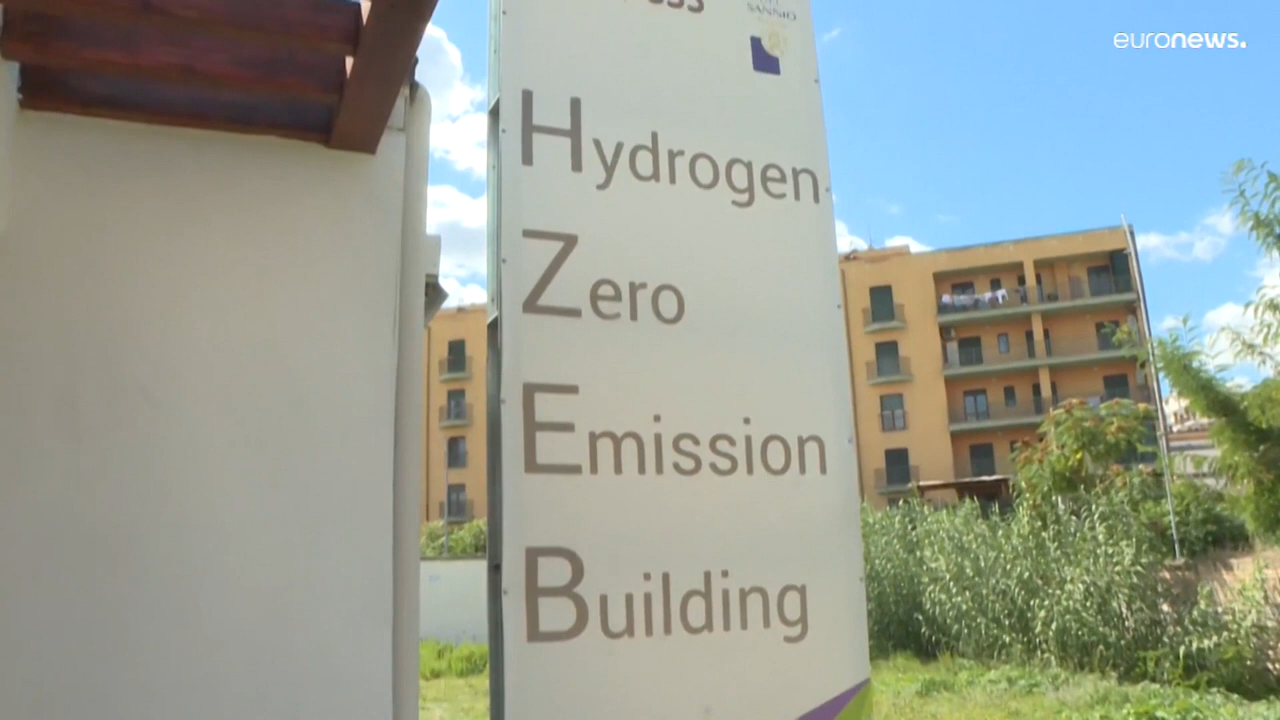 euronews.
SANNIO
Hydrogen
Zero
Emission
Building